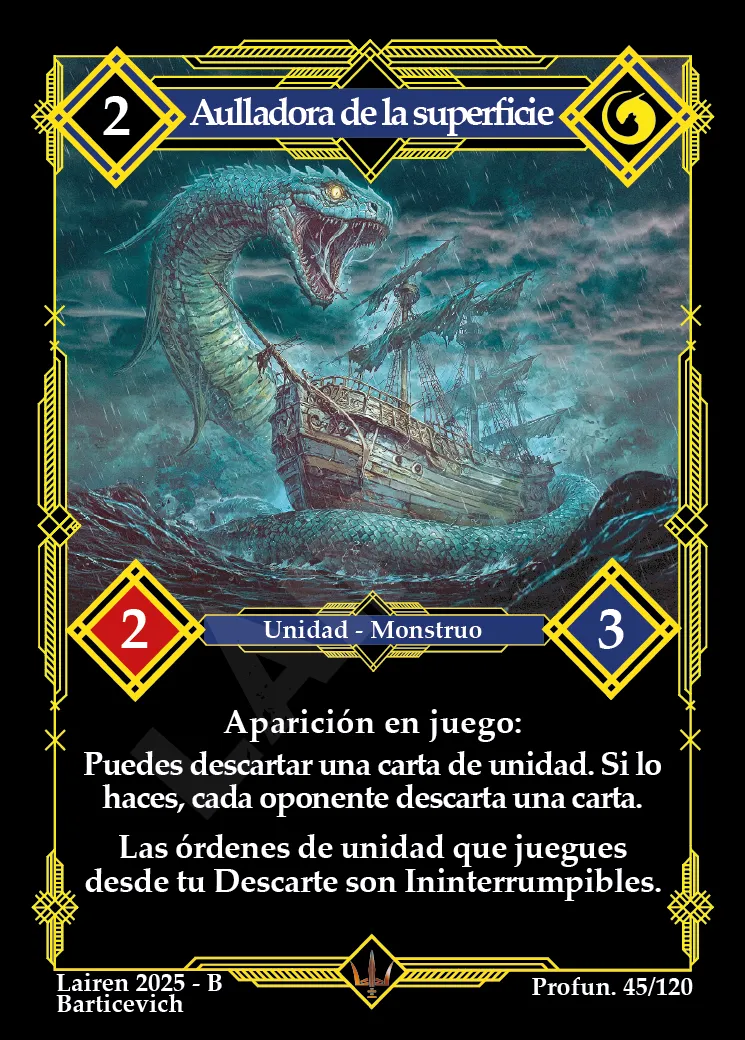 2
Aulladora de la superficie
2
Unidad - Monstruo
3
Aparición en juego:
Puedes descartar una carta de unidad. Si lo
haces, cada oponente descarta una carta.
Las órdenes de unidad que juegues
desde tu Descarte son Ininterrumpibles.
Lairen 2025 - B
Barticevich
Profun. 45/120